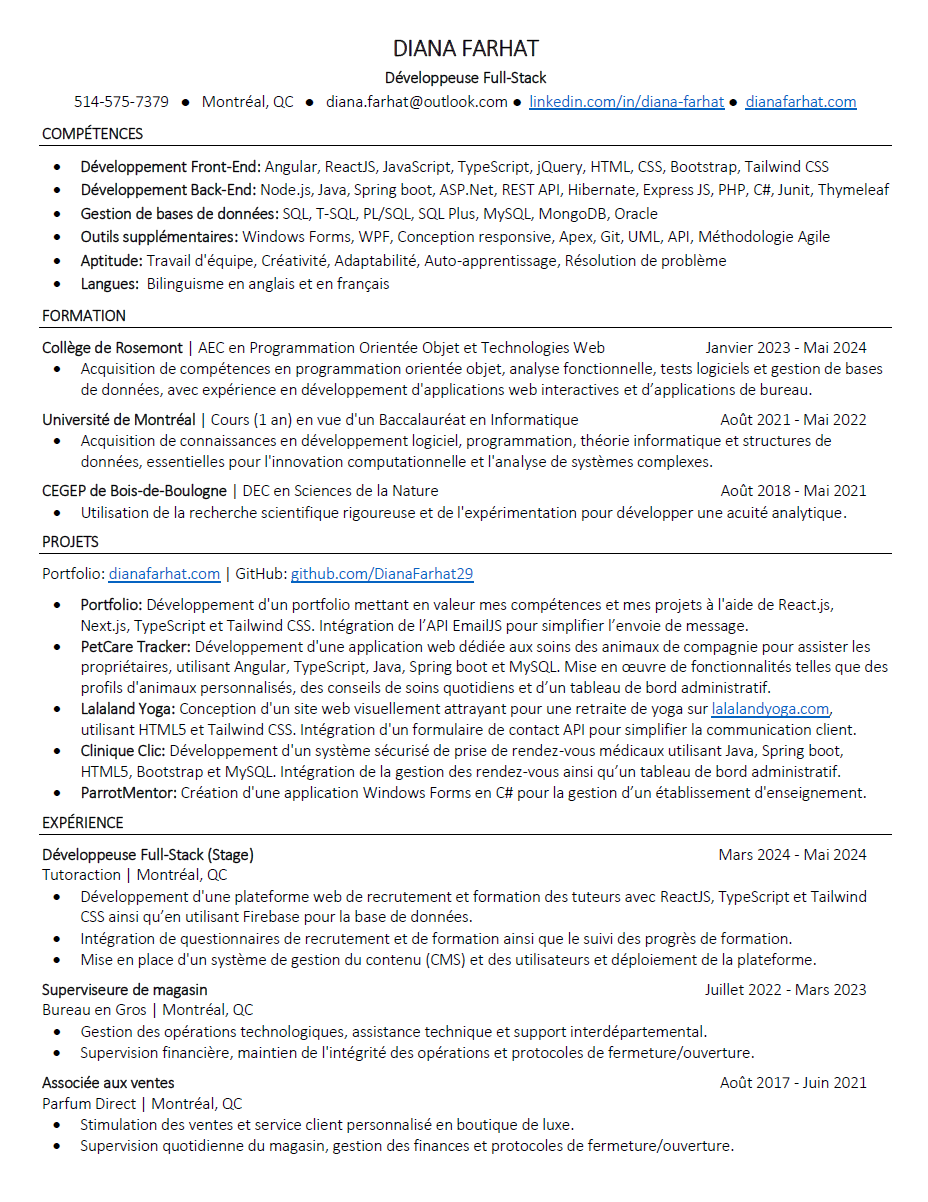 DIANA FARHAT
Développeuse Full-Stack
514-575-7379 ● Montréal, QC ● diana.farhat@outlook.com ● linkedin.com/in/diana-farhat ● dianafarhat.com
COMPÉTENCES
• Développement Front-End: Angular, ReactJS, JavaScript, TypeScript, jQuery, HTML, CSS, Bootstrap, Tailwind CSS
• Développement Back-End: Node.js, Java, Spring boot, ASP.Net, REST API, Hibernate, Express JS, PHP, C#, Junit, Thymeleaf
• Gestion de bases de données: SQL, T-SQL, PL/SQL, SQL Plus, MySQL, MongoDB, Oracle
• Outils supplémentaires: Windows Forms, WPF, Conception responsive, Apex, Git, UML, API, Méthodologie Agile
• Aptitude: Travail d'équipe, Créativité, Adaptabilité, Auto-apprentissage, Résolution de problème
• Langues: Bilinguisme en anglais et en français
FORMATION
Collège de Rosemont | AEC en Programmation Orientée Objet et Technologies Web Janvier 2023 - Mai 2024
• Acquisition de compétences en programmation orientée objet, analyse fonctionnelle, tests logiciels et gestion de bases
de données, avec expérience en développement d'applications web interactives et d’applications de bureau.
Université de Montréal | Cours (1 an) en vue d'un Baccalauréat en Informatique Août 2021 - Mai 2022
• Acquisition de connaissances en développement logiciel, programmation, théorie informatique et structures de
données, essentielles pour l'innovation computationnelle et l'analyse de systèmes complexes.
CEGEP de Bois-de-Boulogne | DEC en Sciences de la Nature Août 2018 - Mai 2021
• Utilisation de la recherche scientifique rigoureuse et de l'expérimentation pour développer une acuité analytique.
PROJETS
Portfolio: dianafarhat.com | GitHub: github.com/DianaFarhat29
• Portfolio: Développement d'un portfolio mettant en valeur mes compétences et mes projets à l'aide de React.js,
Next.js, TypeScript et Tailwind CSS. Intégration de l’API EmailJS pour simplifier l’envoie de message.
• PetCare Tracker: Développement d'une application web dédiée aux soins des animaux de compagnie pour assister les
propriétaires, utilisant Angular, TypeScript, Java, Spring boot et MySQL. Mise en œuvre de fonctionnalités telles que des
profils d'animaux personnalisés, des conseils de soins quotidiens et d’un tableau de bord administratif.
• Lalaland Yoga: Conception d'un site web visuellement attrayant pour une retraite de yoga sur lalalandyoga.com,
utilisant HTML5 et Tailwind CSS. Intégration d'un formulaire de contact API pour simplifier la communication client.
• Clinique Clic: Développement d'un système sécurisé de prise de rendez-vous médicaux utilisant Java, Spring boot,
HTML5, Bootstrap et MySQL. Intégration de la gestion des rendez-vous ainsi qu’un tableau de bord administratif.
• ParrotMentor: Création d'une application Windows Forms en C# pour la gestion d’un établissement d'enseignement.
EXPÉRIENCE
Développeuse Full-Stack (Stage) Mars 2024 - Mai 2024
Tutoraction | Montréal, QC
• Développement d'une plateforme web de recrutement et formation des tuteurs avec ReactJS, TypeScript et Tailwind
CSS ainsi qu’en utilisant Firebase pour la base de données.
• Intégration de questionnaires de recrutement et de formation ainsi que le suivi des progrès de formation.
• Mise en place d'un système de gestion du contenu (CMS) et des utilisateurs et déploiement de la plateforme.
Superviseure de magasin Juillet 2022 - Mars 2023
Bureau en Gros | Montréal, QC
• Gestion des opérations technologiques, assistance technique et support interdépartemental.
• Supervision financière, maintien de l'intégrité des opérations et protocoles de fermeture/ouverture.
Associée aux ventes Août 2017 - Juin 2021
Parfum Direct | Montréal, QC
• Stimulation des ventes et service client personnalisé en boutique de luxe.
• Supervision quotidienne du magasin, gestion des finances et protocoles de fermeture/ouverture.